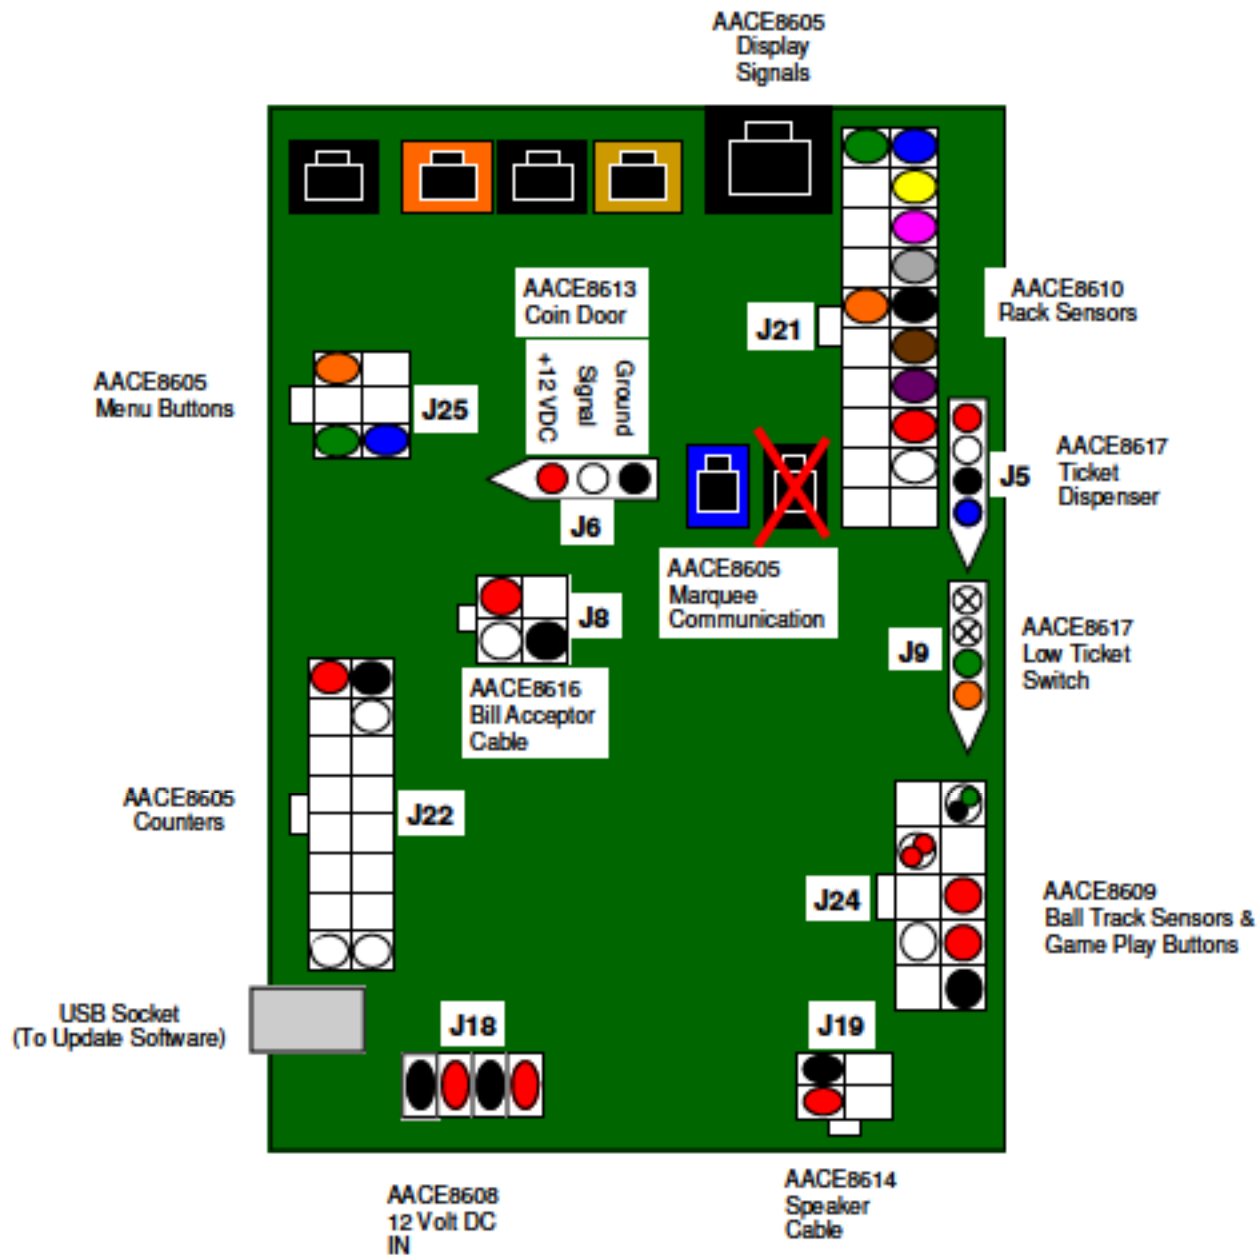 AACE8605
Display
Signals
AACE8613
Coin Door
+12 VDC
Signal
Ground
J21
AACE8610
Rack Sensors
AACE8605
Menu Buttons
J25
J6
J5
AACE8617
Ticket
Dispenser
AACE8605
Marquee
Communication
J8
AACE8616
Bill Acceptor
Cable
J9
AACE8617
Low Ticket
Switch
AACE8605
Counters
J22
J24
AACE8609
Ball Track Sensors &
Game Play Buttons
USB Socket
(To Update Software)
J18
J19
AACE8608
12 Volt DC
IN
AACE8614
Speaker
Cable